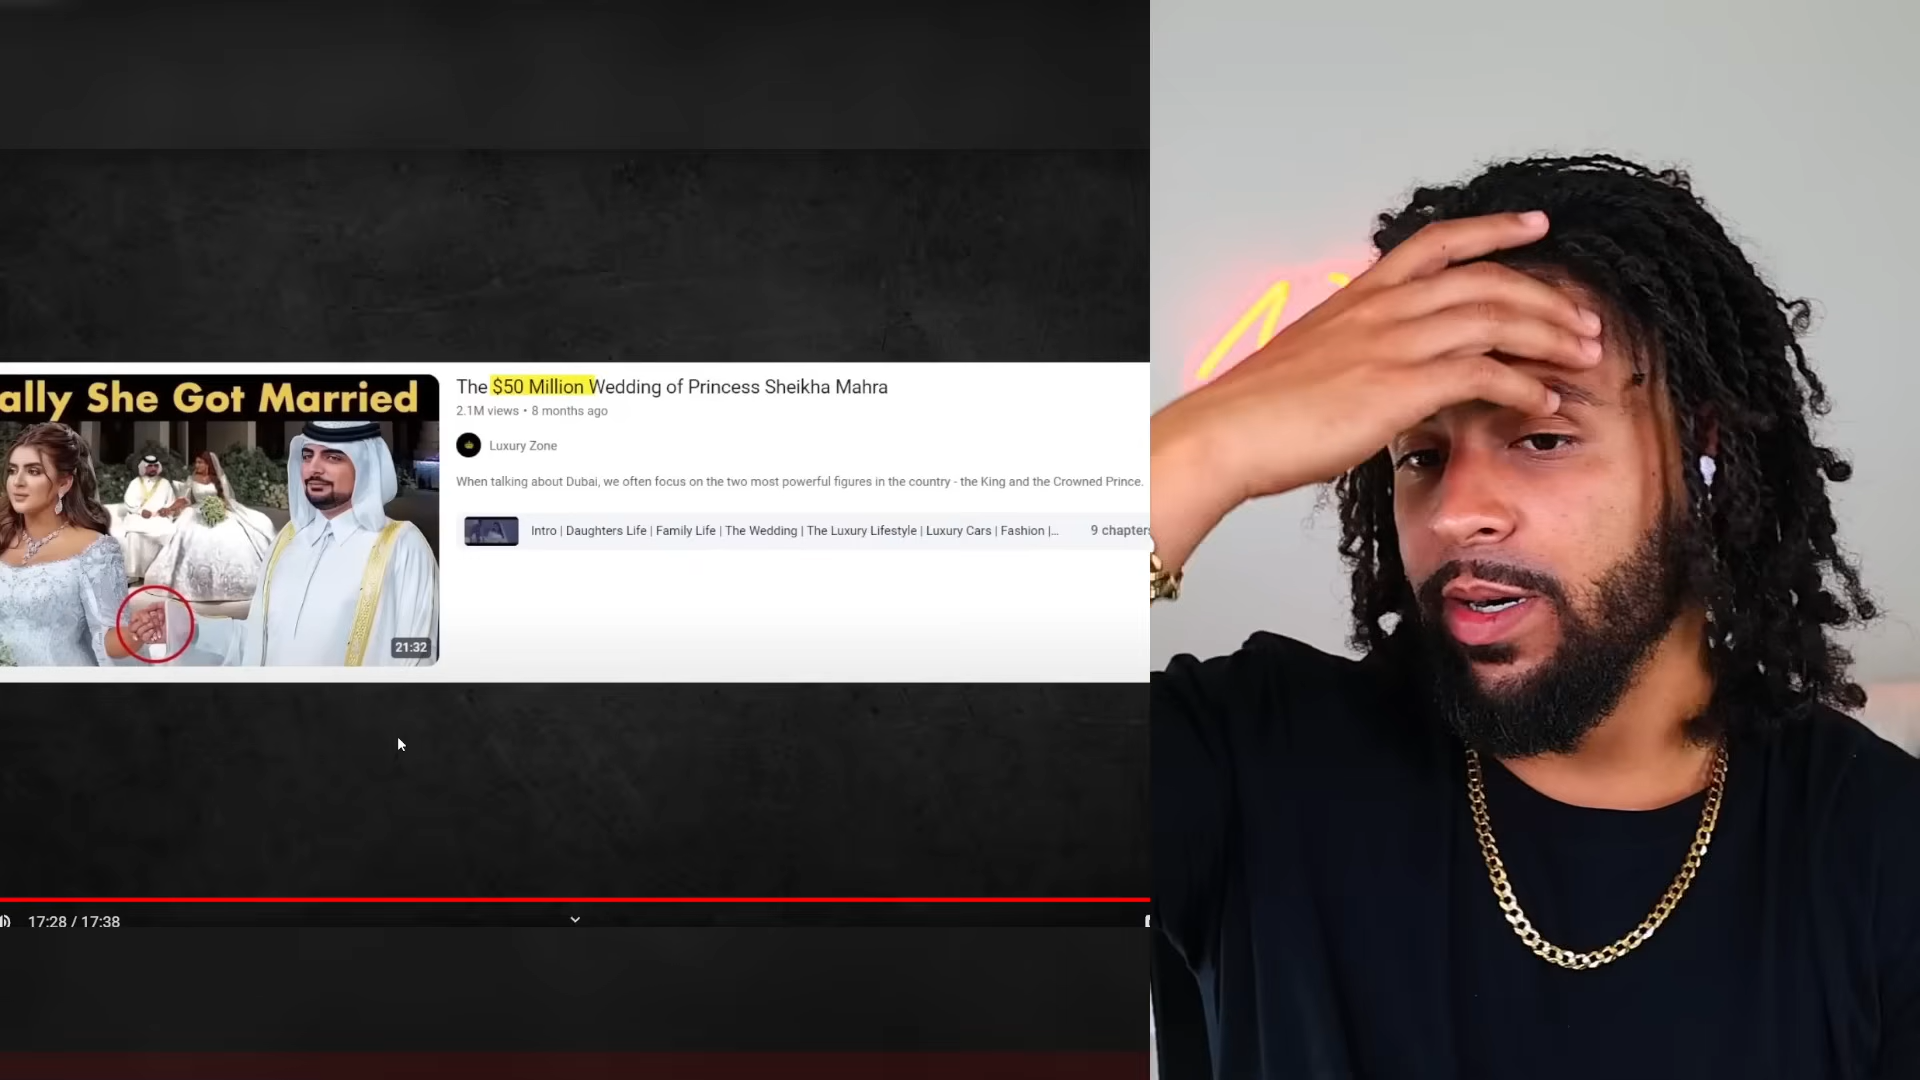 ally She Got Married
21:32
The $50 Million Wedding of Princess Sheikha Mahra
2.1M views • 8 months ago
Luxury Zone
When talking about Dubai, we often focus on the two most powerful figures in the country - the King and the Crowned Prince.
Intro | Daughters Life | Family Life | The Wedding | The Luxury Lifestyle | Luxury Cars | Fashion |... 9 chapters
17:28 / 17:38